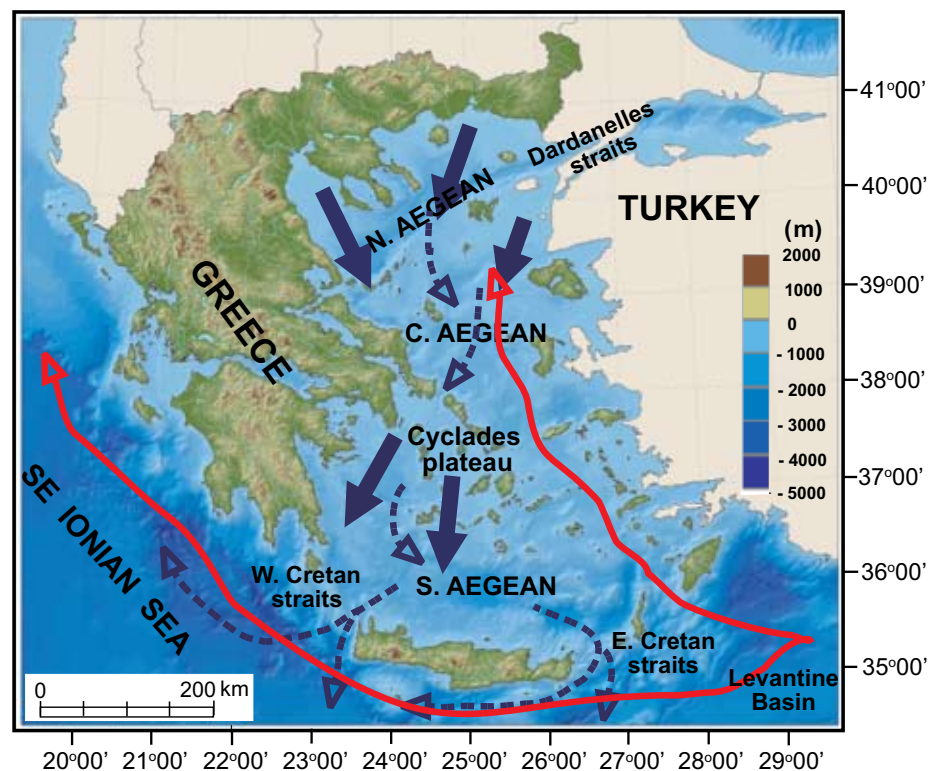 41°00'
Dardanelles
straits
40°00'
N. AEGEAN
TURKEY
(m)
2000
1000
0
- 1000
- 2000
- 3000
- 4000
- 5000
39°00'
GREECE
C. AEGEAN
38°00'
Cyclades
plateau
37°00'
SE IONIAN SEA
36°00'
W. Cretan
straits
S. AEGEAN
E. Cretan
straits
35°00'
Levantine
Basin
0 200 km
20°00' 21°00' 22°00' 23°00' 24°00' 25°00' 26°00' 27°00' 28°00' 29°00'